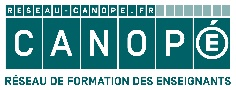 RESEAU-CANOPE.FR
CANOPÉ
RÉSEAU DE FORMATION DES ENSEIGNANTS